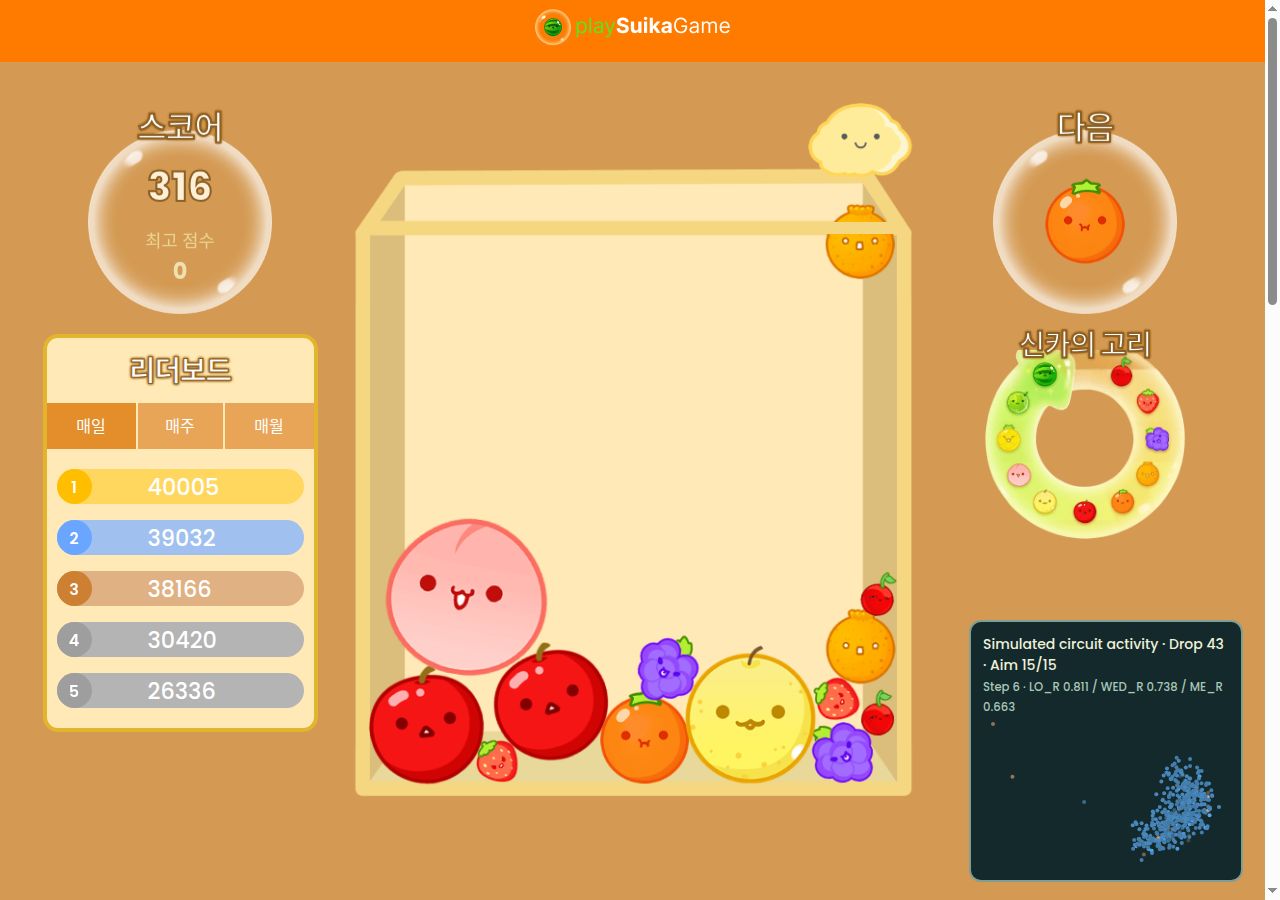 playSuikaGame
스코어
316
최고 점수
0
리더보드
매일 매주 매월
1 40005
2 39032
3 38166
4 30420
5 26336
다음
신카의 고리
Simulated circuit activity · Drop 43
· Aim 15/15
Step 6 · LO_R 0.811 / WED_R 0.738 / ME_R
0.663